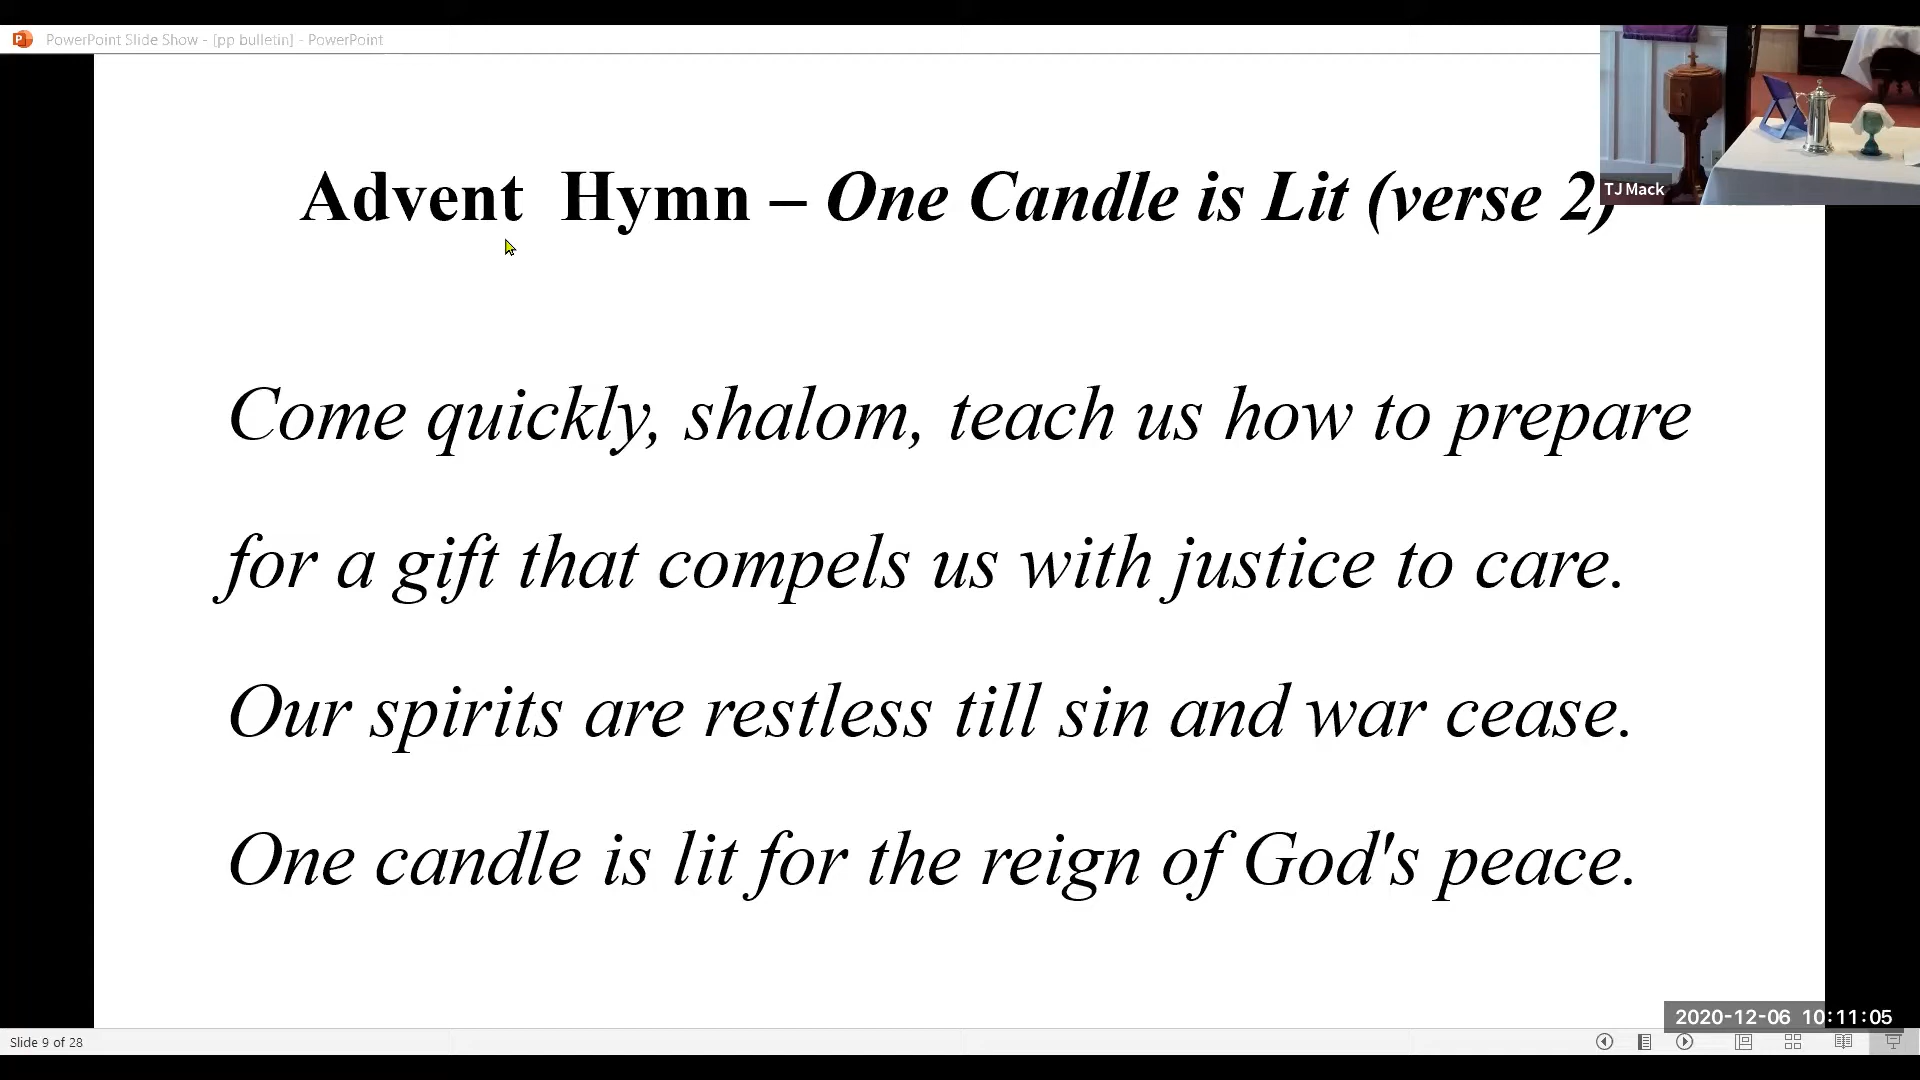 PowerPoint Slide Show - [pp bulletin] - PowerPoint
TJ Mack
Advent  Hymn – One Candle is Lit (verse 2)
Come quickly, shalom, teach us how to prepare
for a gift that compels us with justice to care.
Our spirits are restless till sin and war cease.
One candle is lit for the reign of God's peace.
2020-12-06 10:11:05
Slide 9 of 28